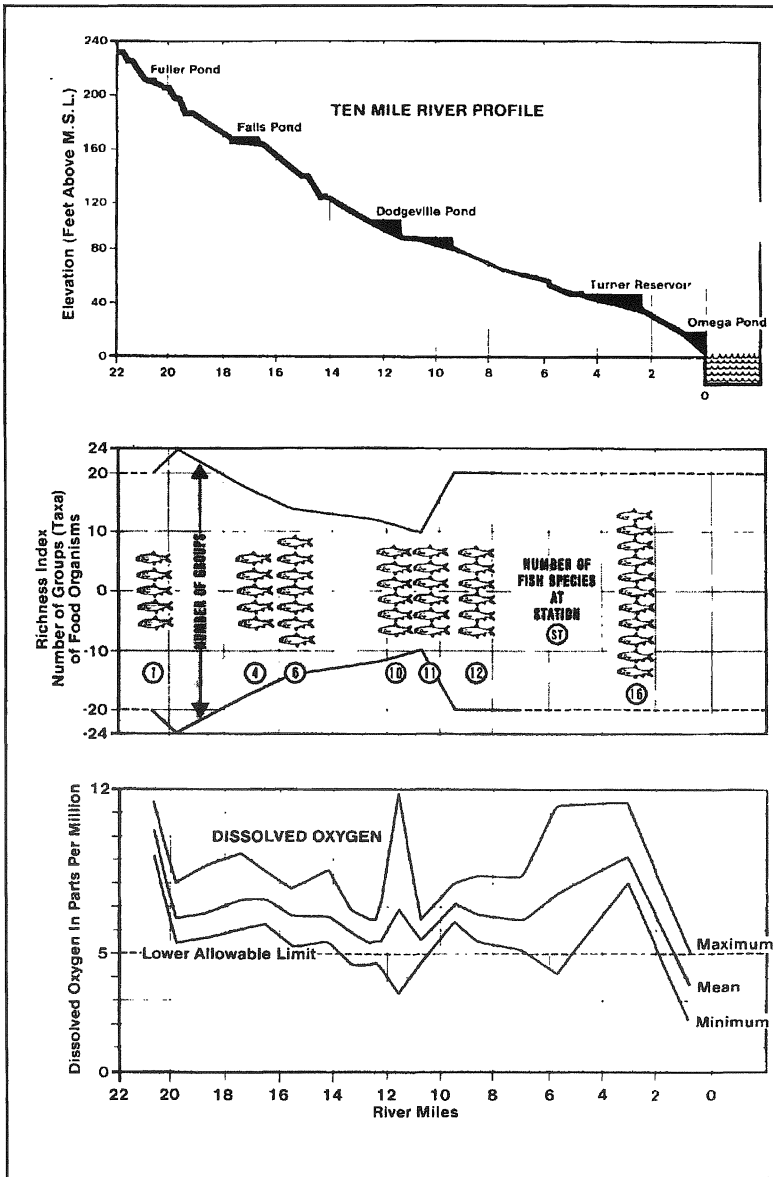 TEN MILE RIVER PROFILE
Elevation (Feet Above M.S.L.)
240
200
160
120
80
40
0
Fuller Pond
Falls Pond
Dodgeville Pond
Turner Reservoir
Omega Pond
22 20 18 16 14 12 10 8 6 4 2
0
Richness Index
Number of Groups (Taxa)
of Food Organisms
24
20
10
0
-10
-20
-24
NUMBER OF GROUPS
NUMBER OF
FISH SPECIES
AT
STATION
ST
1 4 6 10 11 12 16
Dissolved Oxygen In Parts Per Million
12
5
0
DISSOLVED OXYGEN
Lower Allowable Limit
Maximum
Mean
Minimum
22 20 18 16 14 12 10 8 6 4 2 0
River Miles